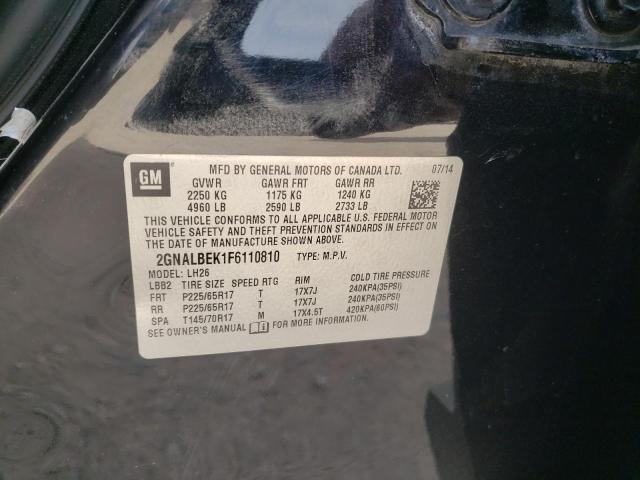 GM
MFD BY GENERAL MOTORS OF CANADA LTD. 07/14
GVWR GAWR FRT GAWR RR
2250 KG 1175 KG 1240 KG
4960 LB 2590 LB 2733 LB
THIS VEHICLE CONFORMS TO ALL APPLICABLE U.S. FEDERAL MOTOR
VEHICLE SAFETY AND THEFT PREVENTION STANDARDS IN EFFECT ON THE
DATE OF MANUFACTURE SHOWN ABOVE.
2GNALBEK1F6110810 TYPE: M.P.V.
MODEL: LH26
LBB2 TIRE SIZE SPEED RTG RIM COLD TIRE PRESSURE
FRT P225/65R17 T 17X7J 240KPA(35PSI)
RR P225/65R17 T 17X7J 240KPA(35PSI)
SPA T145/70R17 M 17X4.5T 420KPA(60PSI)
SEE OWNER'S MANUAL FOR MORE INFORMATION